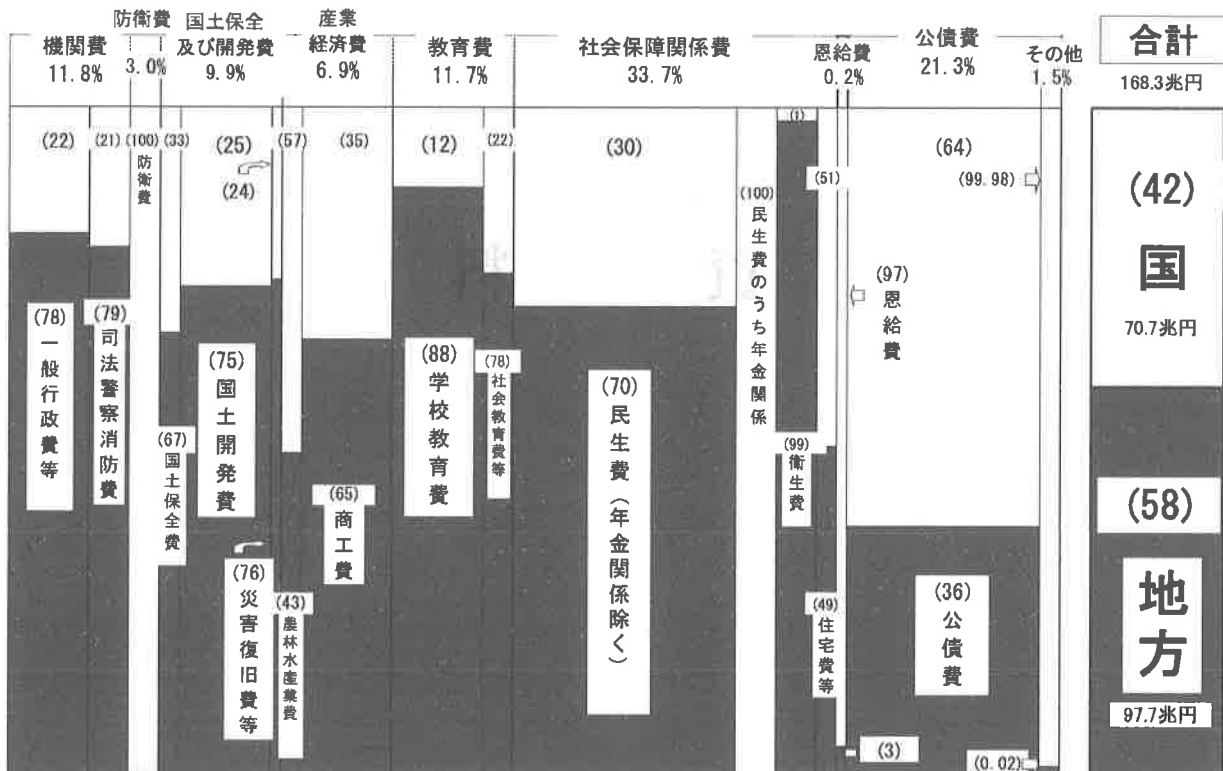 機関費
11.8%
防衛費
3.0%
国土保全
及び開発費
9.9%
産業
経済費
6.9%
教育費
11.7%
社会保障関係費
33.7%
恩給費
0.2%
公債費
21.3%
その他
1.5%
合計
168.3兆円
(22)
(21)
(100)
防衛費
(33)
(25)
(24)
(57)
(35)
(12)
(22)
(30)
(100)
民生費のうち年金関係
(1)
(51)
(64)
(99.98)
(97)
恩給費
(42)
国
70.7兆円
(78)
一般行政費等
(79)
司法警察消防費
(67)
国土保全費
(75)
国土開発費
(76)
災害復旧費等
(43)
農林水産業費
(65)
商工費
(88)
学校教育費
(78)
社会教育費等
(70)
民生費(年金関係除く)
(99)
衛生費
(49)
住宅費等
(3)
(36)
公債費
(0.02)
(58)
地方
97.7兆円